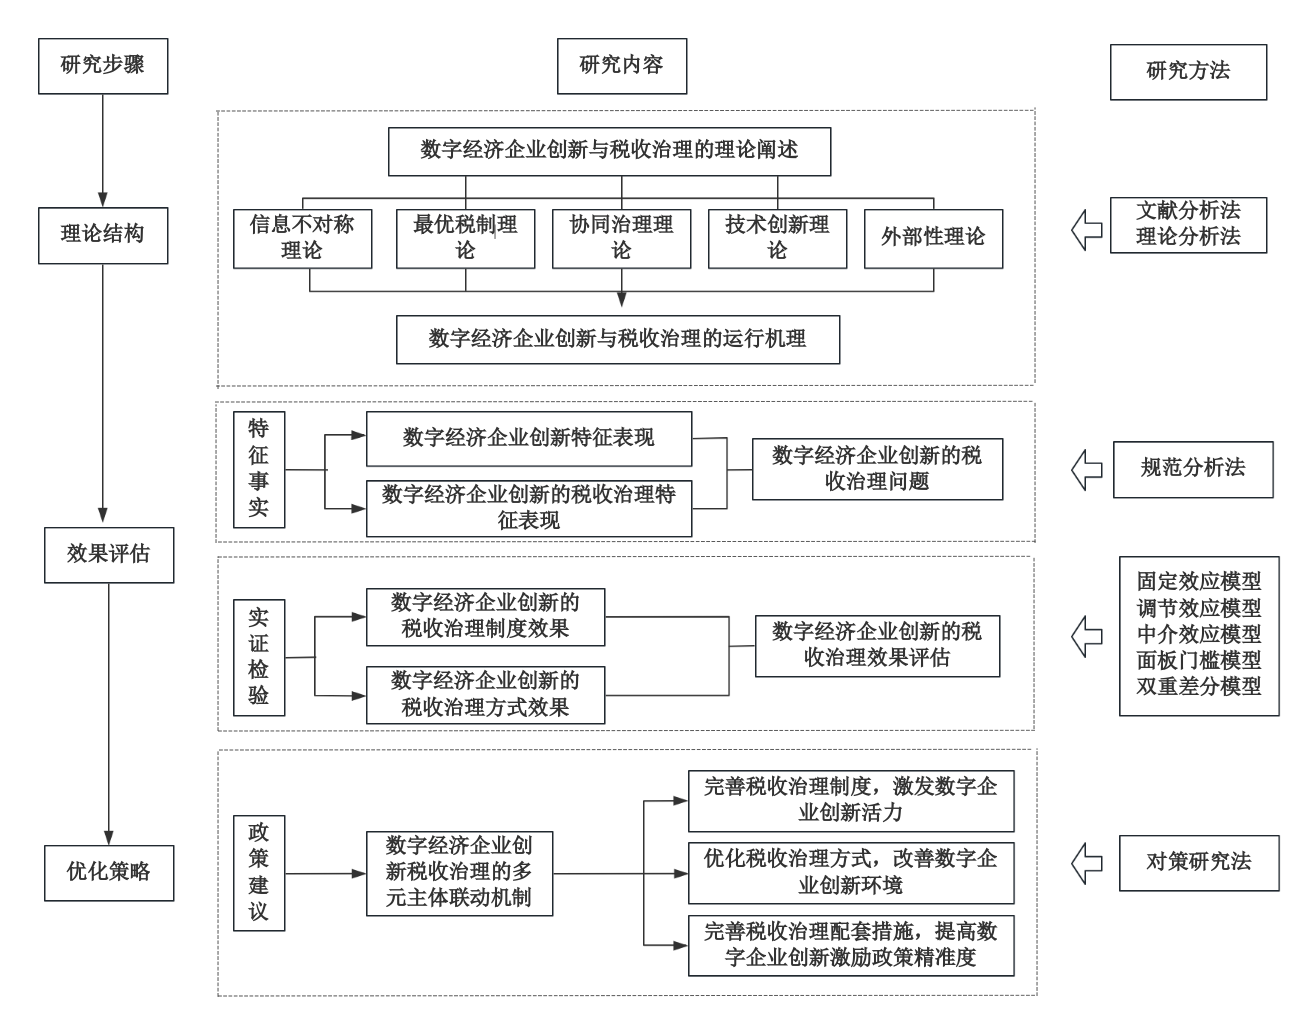 研究步骤
研究内容
研究方法
数字经济企业创新与税收治理的理论阐述
理论结构
信息不对称
理论
最优税制理
论
协同治理理
论
技术创新理
论
外部性理论
文献分析法
理论分析法
数字经济企业创新与税收治理的运行机理
特
征
事
实
数字经济企业创新特征表现
数字经济企业创新的税收治理特
征表现
数字经济企业创新的税
收治理问题
规范分析法
效果评估
实
证
检
验
数字经济企业创新的
税收治理制度效果
数字经济企业创新的
税收治理方式效果
数字经济企业创新的税
收治理效果评估
固定效应模型
调节效应模型
中介效应模型
面板门槛模型
双重差分模型
优化策略
政
策
建
议
数字经济企业创
新税收治理的多
元主体联动机制
完善税收治理制度，激发数字企
业创新活力
优化税收治理方式，改善数字企
业创新环境
完善税收治理配套措施，提高数
字企业创新激励政策精准度
对策研究法